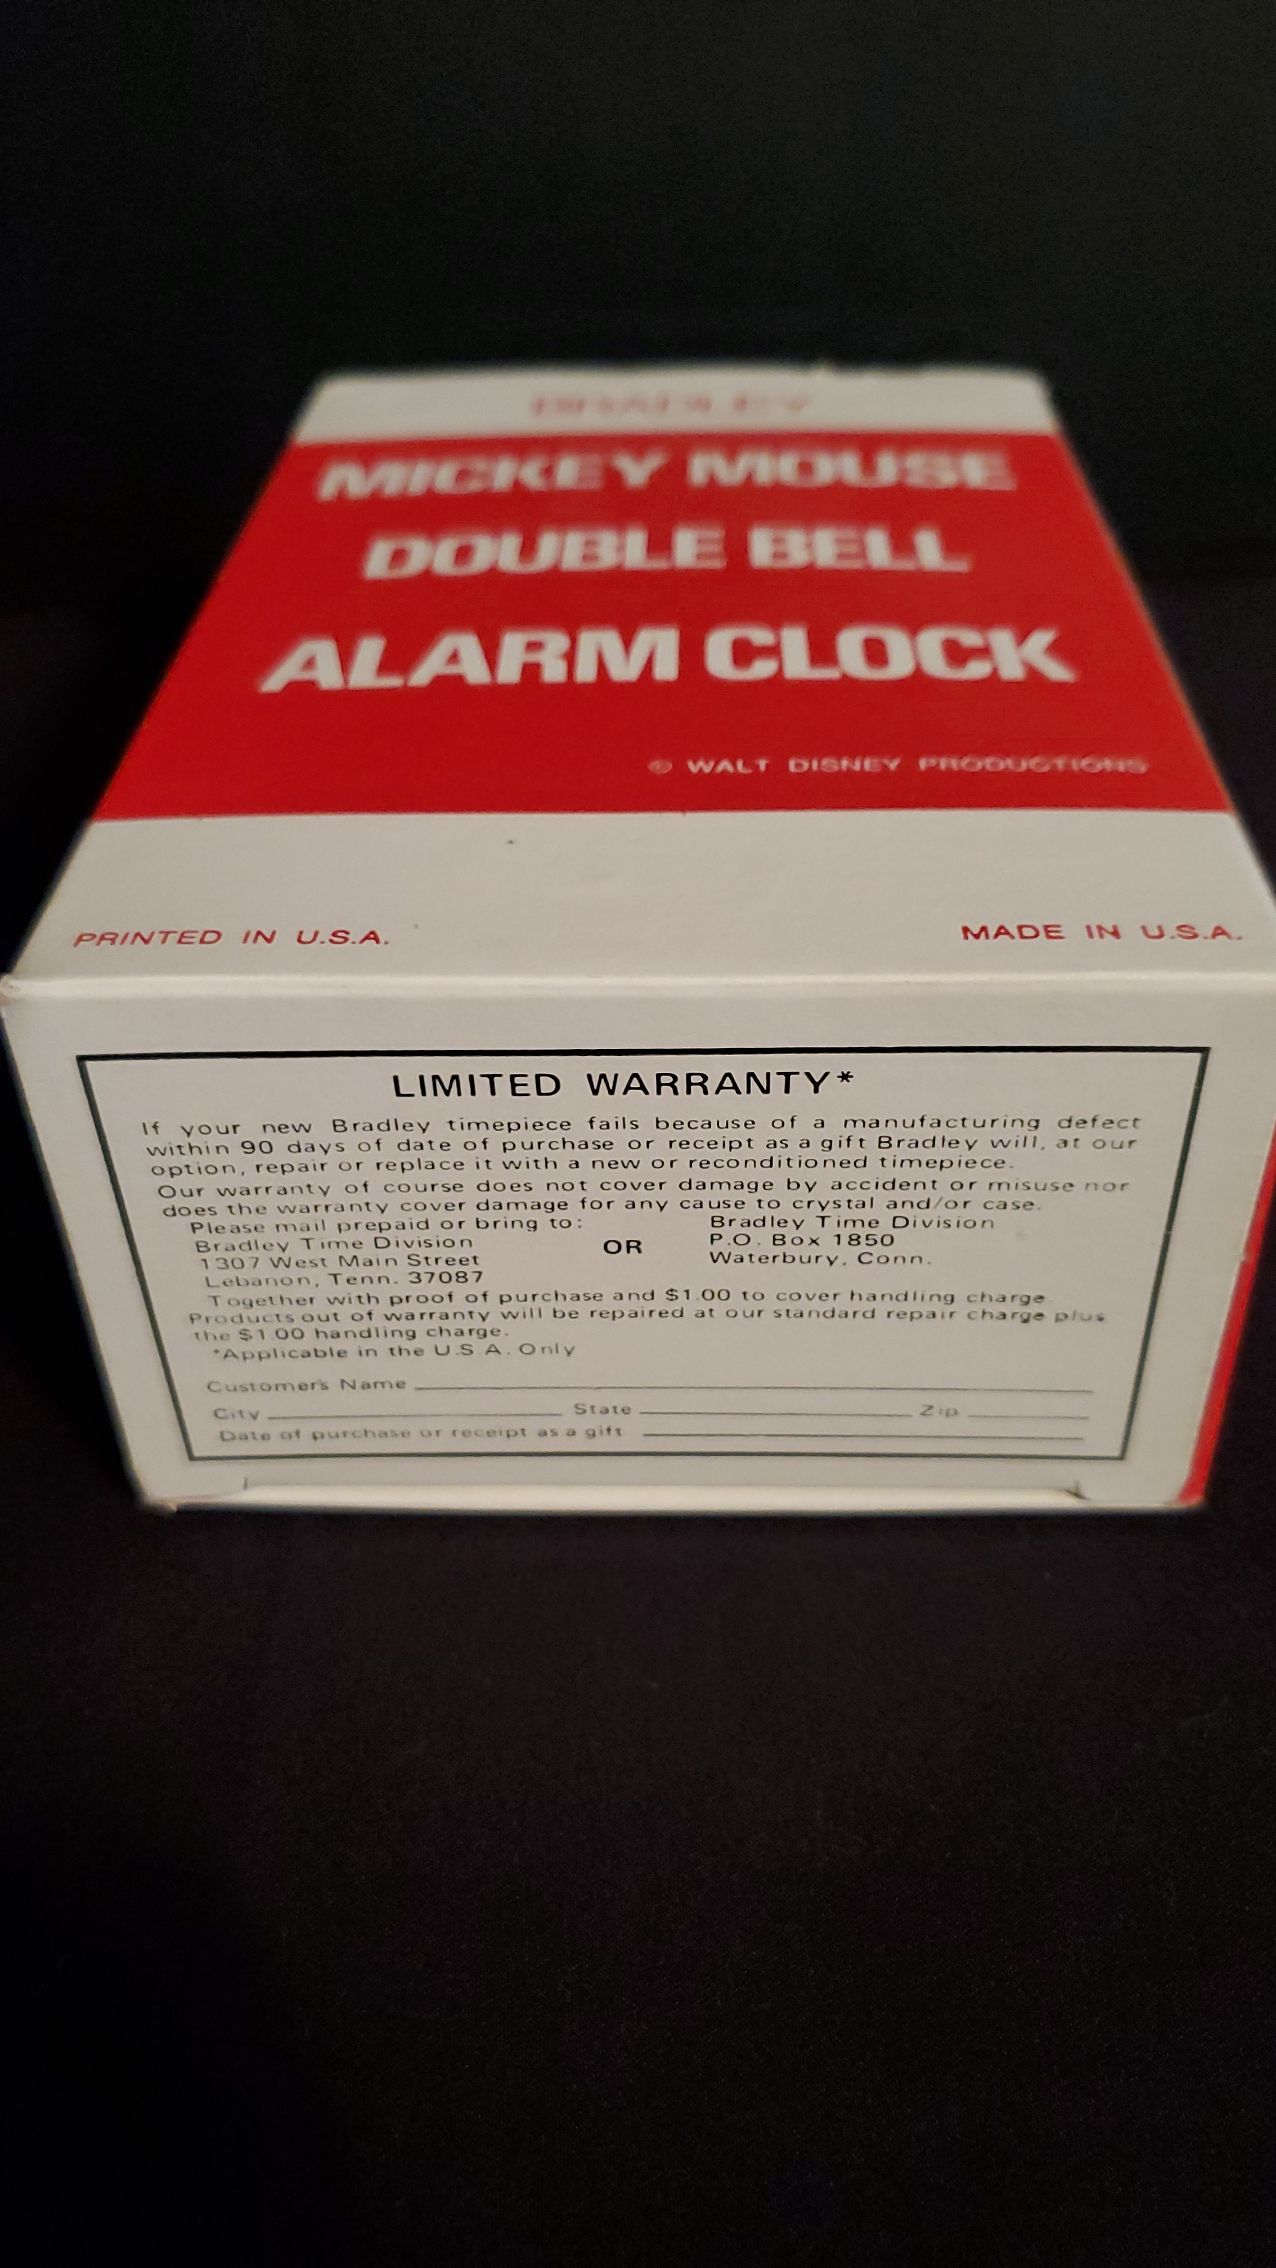 BRADLEY
MICKEY MOUSE
DOUBLE BELL
ALARM CLOCK
© WALT DISNEY PRODUCTIONS
PRINTED IN U.S.A. MADE IN U.S.A.
LIMITED WARRANTY*
If your new Bradley timepiece fails because of a manufacturing defect
within 90 days of date of purchase or receipt as a gift Bradley will, at our
option, repair or replace it with a new or reconditioned timepiece.
Our warranty of course does not cover damage by accident or misuse nor
does the warranty cover damage for any cause to crystal and/or case.
Please mail prepaid or bring to:
Bradley Time Division
1307 West Main Street
Lebanon, Tenn. 37087
OR
Bradley Time Division
P.O. Box 1850
Waterbury, Conn.
Together with proof of purchase and $1.00 to cover handling charge.
Products out of warranty will be repaired at our standard repair charge plus
the $1.00 handling charge.
*Applicable in the U.S.A. Only
Customer's Name
City State Zip
Date of purchase or receipt as a gift